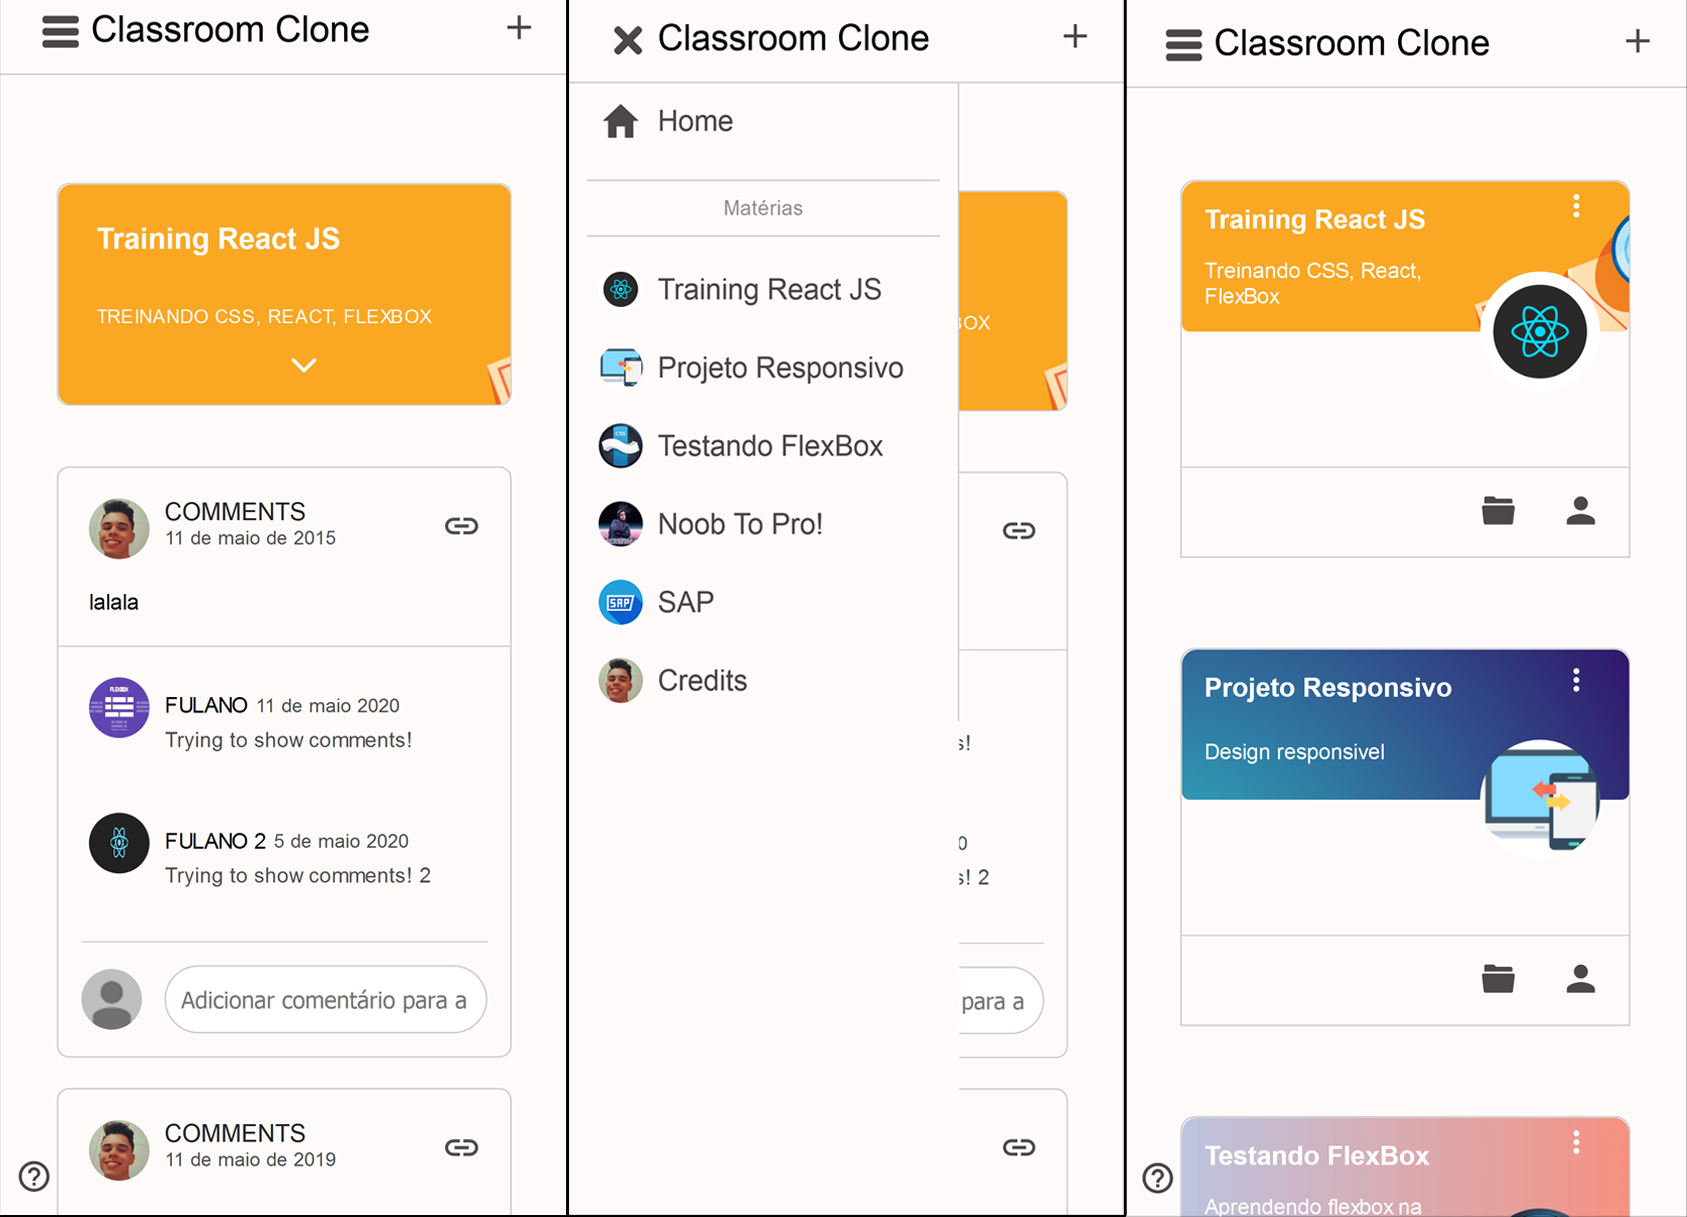 Classroom Clone
Training React JS
TREINANDO CSS, REACT, FLEXBOX
COMMENTS
11 de maio de 2015
lalala
FLEXBOX
FULANO 11 de maio 2020
Trying to show comments!
FULANO 2 5 de maio 2020
Trying to show comments! 2
Adicionar comentário para a
COMMENTS
11 de maio de 2019
Classroom Clone
Home
Matérias
Training React JS
Projeto Responsivo
CSS
Testando FlexBox
Noob To Pro!
SAP
SAP
Credits
BOX
s!
0
s! 2
para a
Classroom Clone
Training React JS
Treinando CSS, React,
FlexBox
Projeto Responsivo
Design responsivel
Testando FlexBox
Aprendendo flexbox na